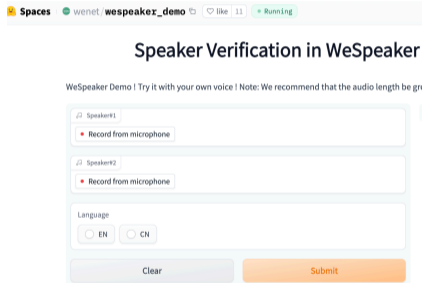 Spaces wenet/wespeaker_demo like 11 Running
Speaker Verification in WeSpeaker
WeSpeaker Demo ! Try it with your own voice ! Note: We recommend that the audio length be gr
Speaker#1
Record from microphone
Speaker#2
Record from microphone
Language
EN CN
Clear Submit